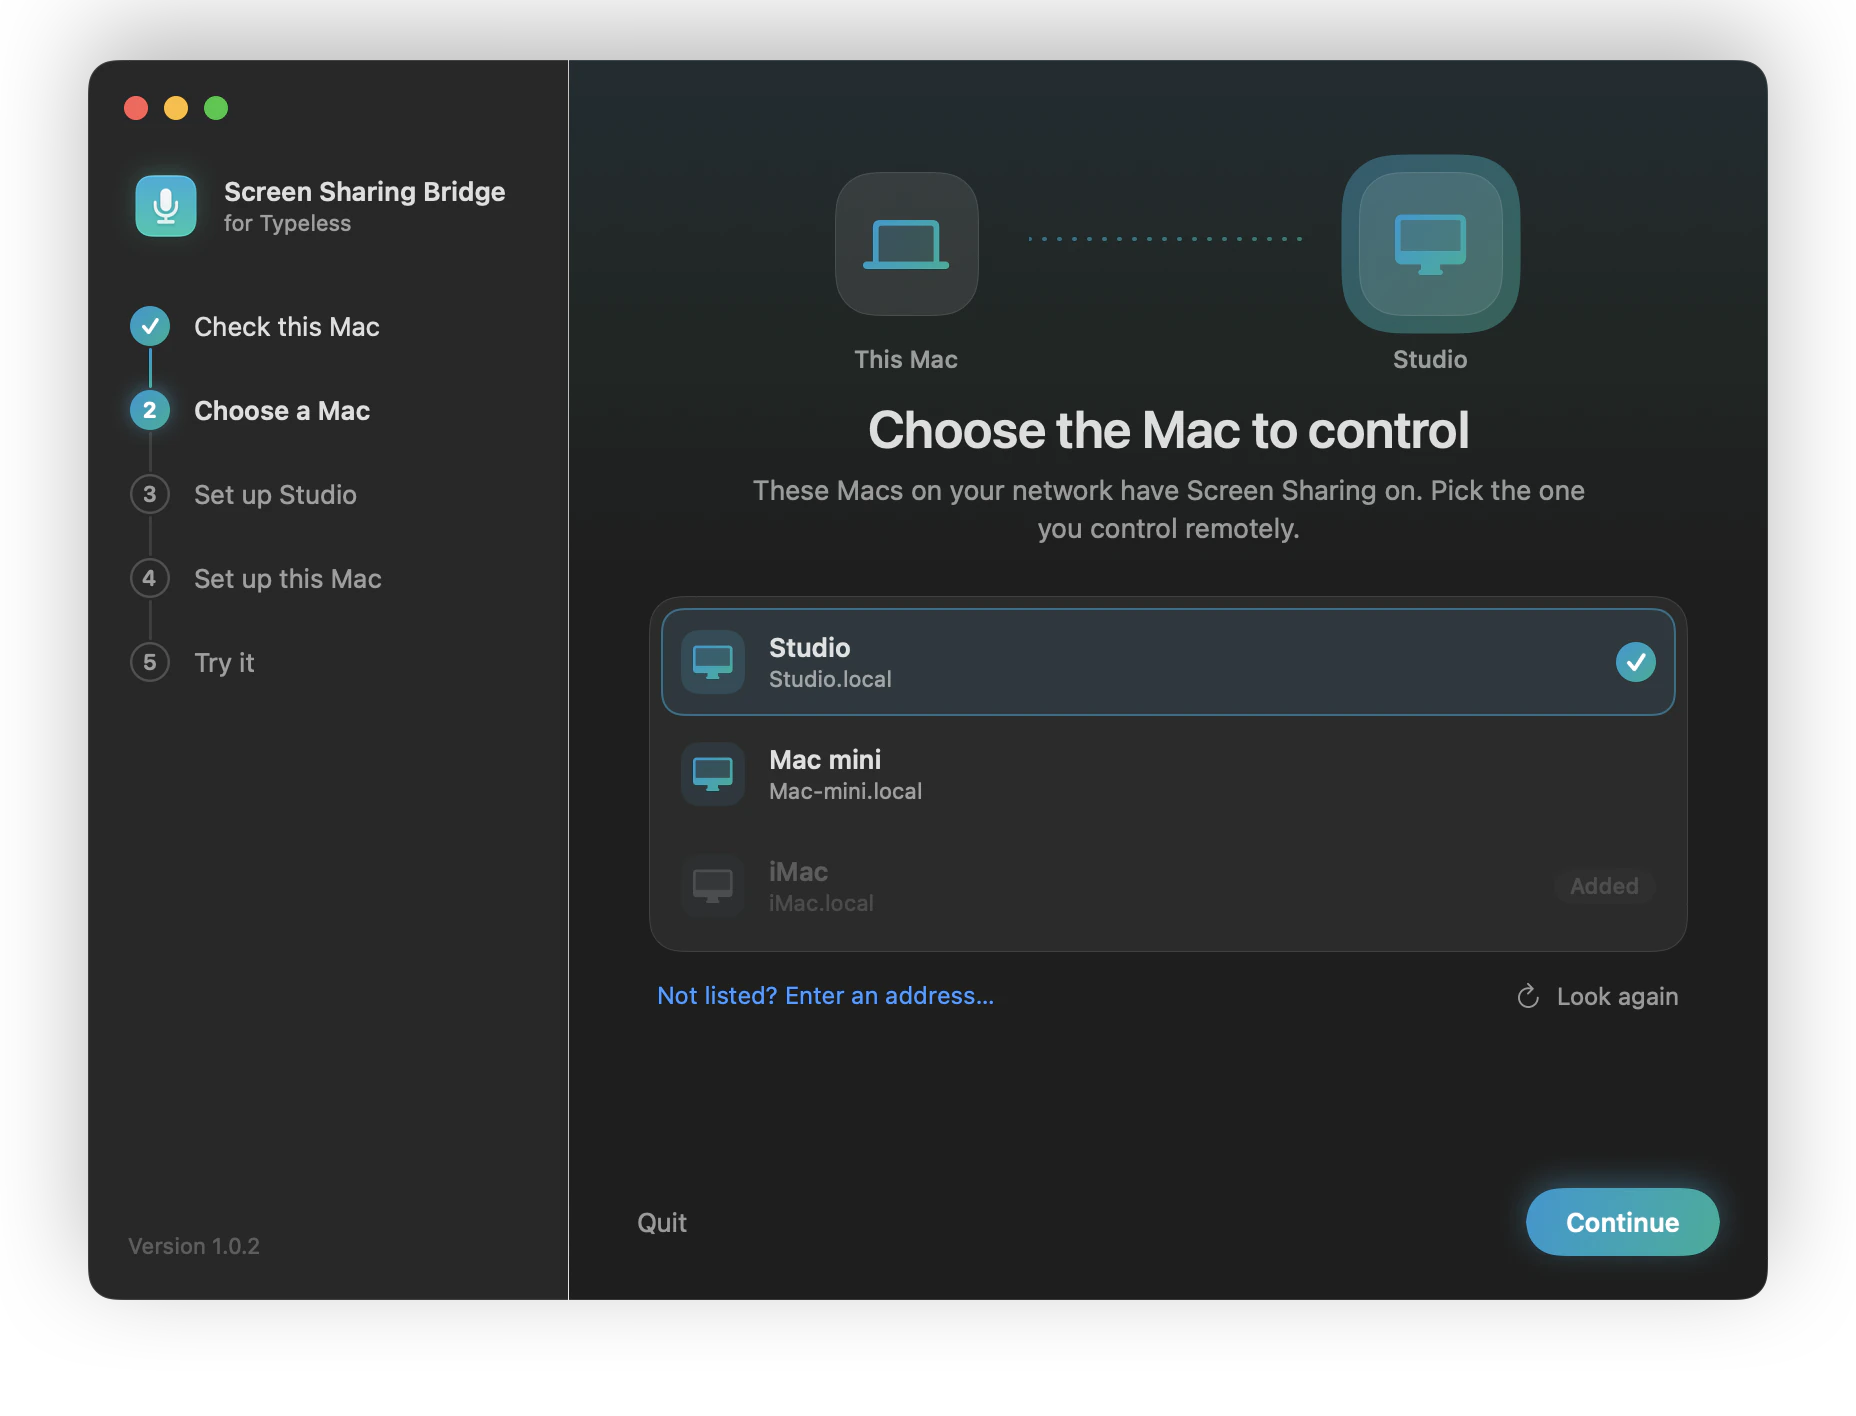 Screen Sharing Bridge
for Typeless
Check this Mac
2 Choose a Mac
3 Set up Studio
4 Set up this Mac
5 Try it
Version 1.0.2
This Mac
Studio
Choose the Mac to control
These Macs on your network have Screen Sharing on. Pick the one
you control remotely.
Studio
Studio.local
Mac mini
Mac-mini.local
iMac
iMac.local
Added
Not listed? Enter an address...
Look again
Quit
Continue